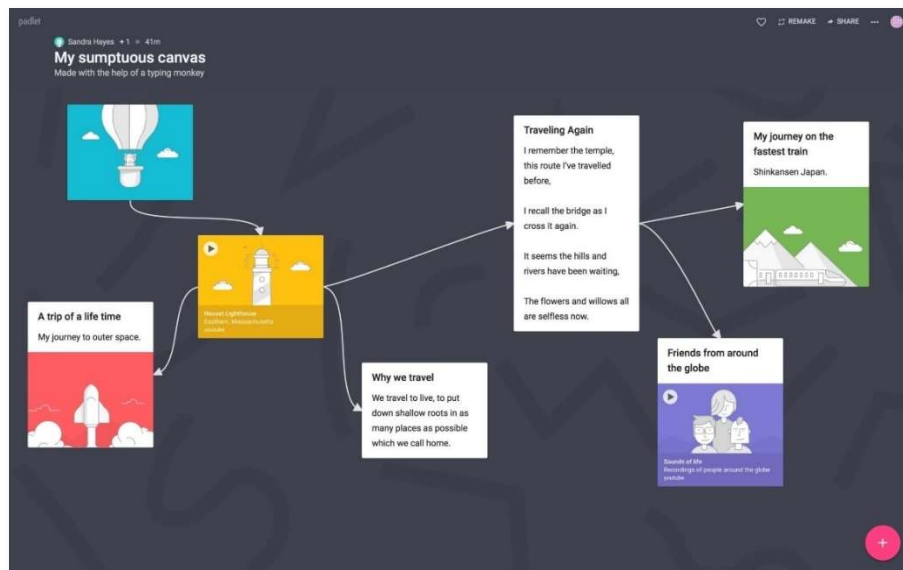 padlet
REMAKE
SHARE
Sandra Hayes +1 41m
My sumptuous canvas
Made with the help of a typing monkey
Traveling Again
I remember the temple,
this route I've travelled
before,
I recall the bridge as I
cross it again.
It seems the hills and
rivers have been waiting,
The flowers and willows all
are selfless now.
My journey on the
fastest train
Shinkansen Japan.
Eastham, Massachusetts
youtube
A trip of a life time
My journey to outer space.
Why we travel
We travel to live, to put
down shallow roots in as
many places as possible
which we call home.
Friends from around
the globe
Sounds of life
Recordings of people around the globe
youtube